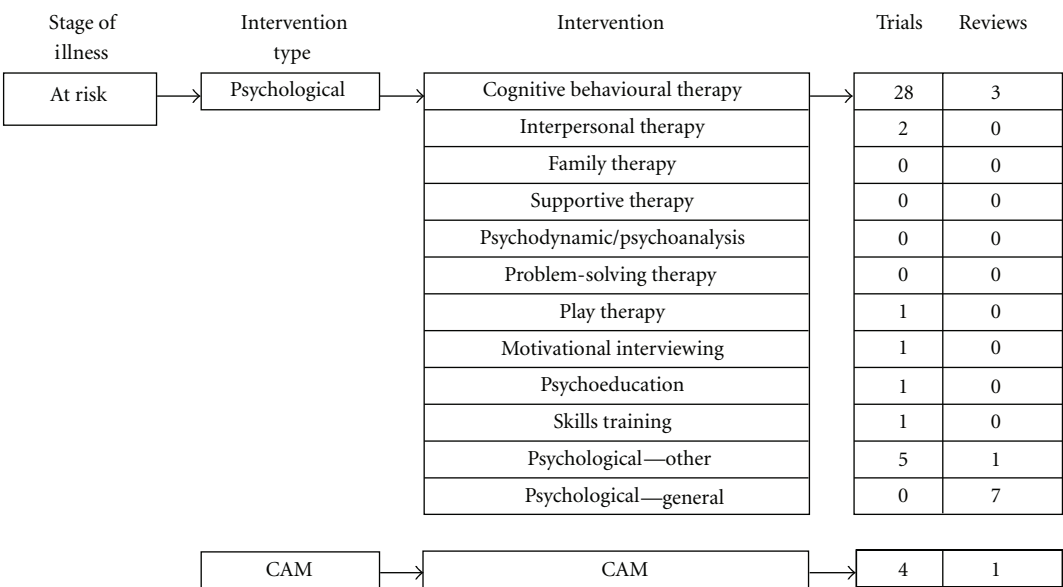 Stage of illness Intervention type Intervention Trials Reviews
At risk Psychological Cognitive behavioural therapy 28 3
Interpersonal therapy 2 0
Family therapy 0 0
Supportive therapy 0 0
Psychodynamic/psychoanalysis 0 0
Problem-solving therapy 0 0
Play therapy 1 0
Motivational interviewing 1 0
Psychoeducation 1 0
Skills training 1 0
Psychological—other 5 1
Psychological—general 0 7
CAM CAM 4 1